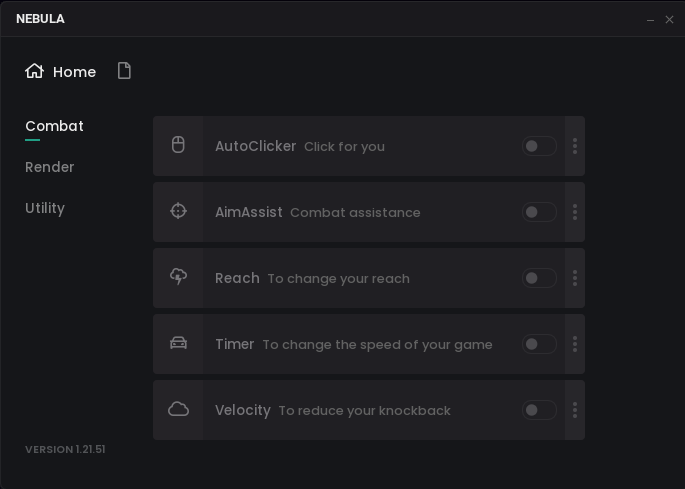 NEBULA
Home
Combat
Render
Utility
AutoClicker Click for you
AimAssist Combat assistance
Reach To change your reach
Timer To change the speed of your game
Velocity To reduce your knockback
VERSION 1.21.51